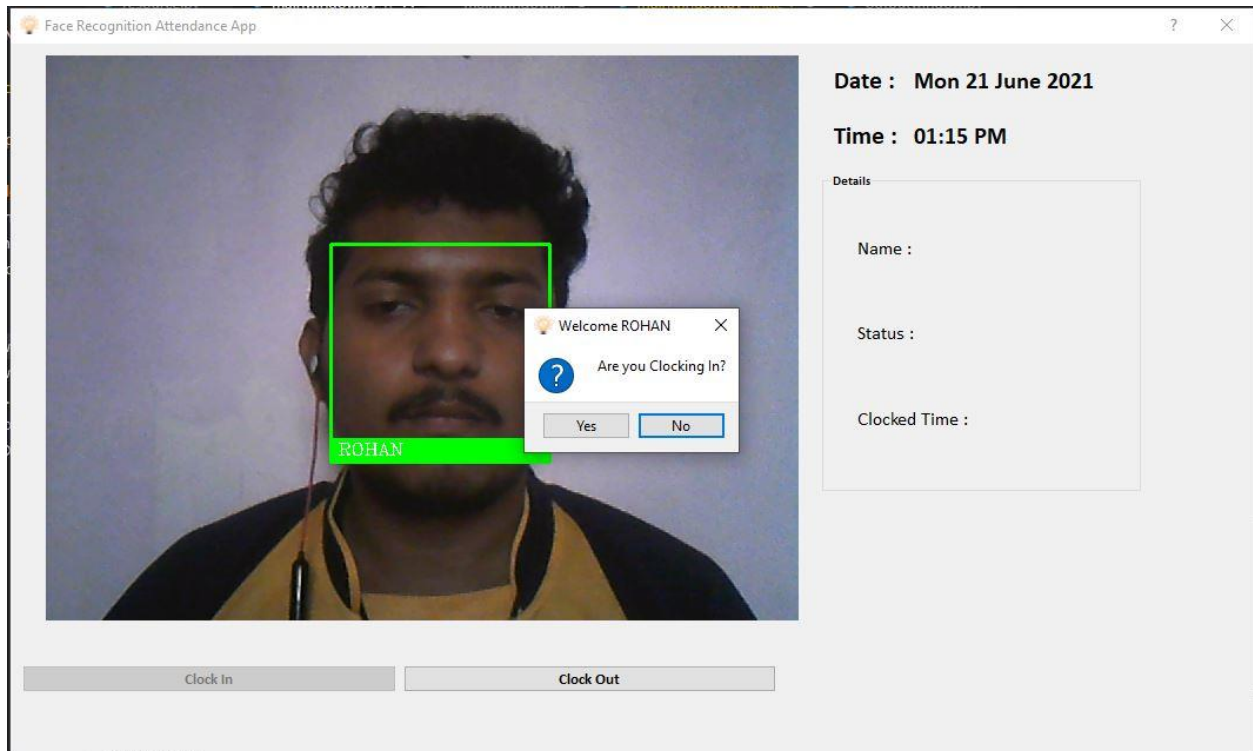 Face Recognition Attendance App
Date : Mon 21 June 2021
Time : 01:15 PM
Details
Name :
Status :
Clocked Time :
Welcome ROHAN
Are you Clocking In?
Yes No
ROHAN
Clock In Clock Out